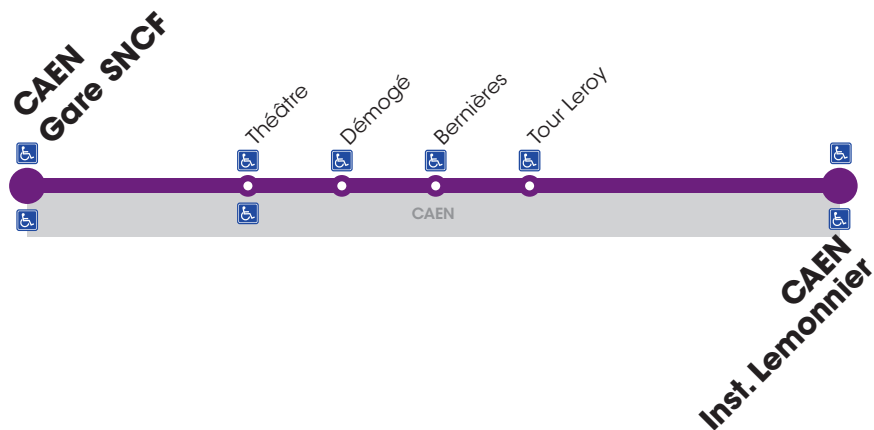 CAEN
Gare SNCF
Théâtre
Démogé
Bernières
Tour Leroy
CAEN
CAEN
Inst. Lemonnier